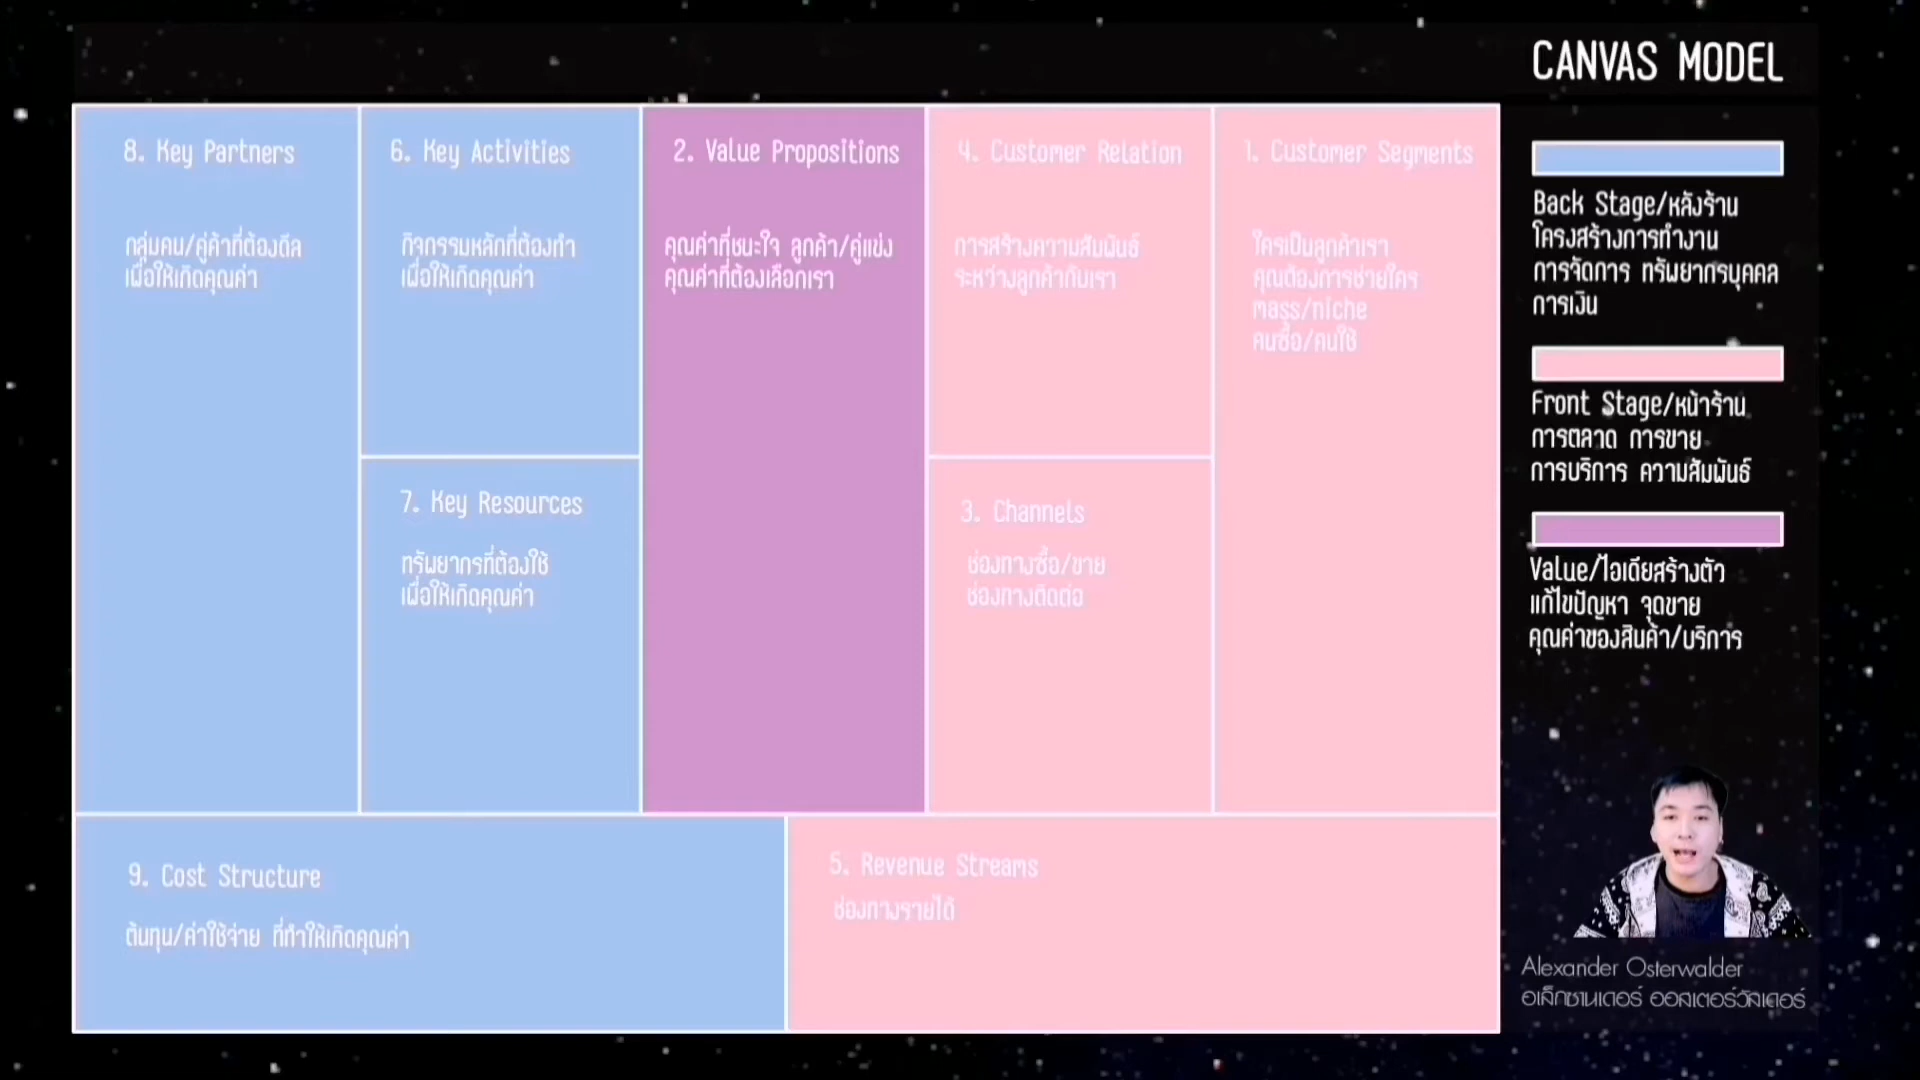 CANVAS MODEL
8. Key Partners
กลุ่มคน/คู่ค้าที่ต้องดีล
เพื่อให้เกิดคุณค่า
6. Key Activities
กิจกรรมหลักที่ต้องทำ
เพื่อให้เกิดคุณค่า
7. Key Resources
ทรัพยากรที่ต้องใช้
เพื่อให้เกิดคุณค่า
2. Value Propositions
คุณค่าที่ชนะใจ ลูกค้า/คู่แข่ง
คุณค่าที่ต้องเลือกเรา
4. Customer Relation
การสร้างความสัมพันธ์
ระหว่างลูกค้ากับเรา
3. Channels
ช่องทางซื้อ/ขาย
ช่องทางติดต่อ
1. Customer Segments
ใครเป็นลูกค้าเรา
คุณต้องการช่วยใคร
mass/niche
คนซื้อ/คนใช้
9. Cost Structure
ต้นทุน/ค่าใช้จ่าย ที่ทำให้เกิดคุณค่า
5. Revenue Streams
ช่องทางรายได้
Back Stage/หลังร้าน
โครงสร้างการทำงาน
การจัดการ ทรัพยากรบุคคล
การเงิน
Front Stage/หน้าร้าน
การตลาด การขาย
การบริการ ความสัมพันธ์
Value/ไอเดียสร้างตัว
แก้ไขปัญหา จุดขาย
คุณค่าของสินค้า/บริการ
Alexander Osterwalder
อเล็กซานเดอร์ ออสเตอร์วัลเดอร์